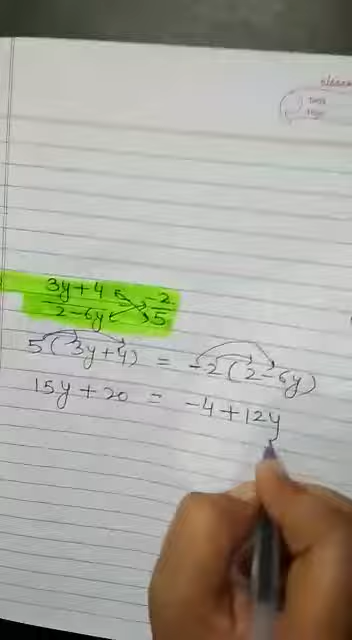 3y+4 / 2-6y = -2/5
5(3y+4) = -2(2-6y)
15y+20 = -4+12y